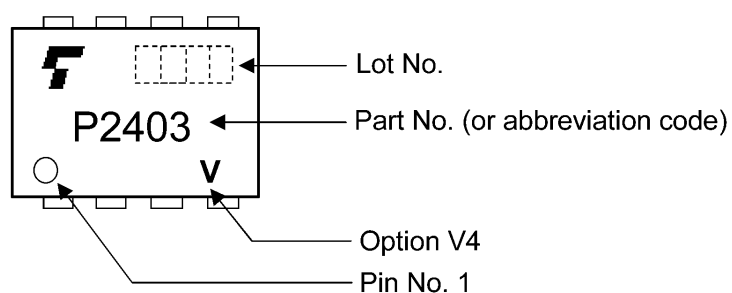 Lot No.
P2403
Part No. (or abbreviation code)
V
Option V4
Pin No. 1